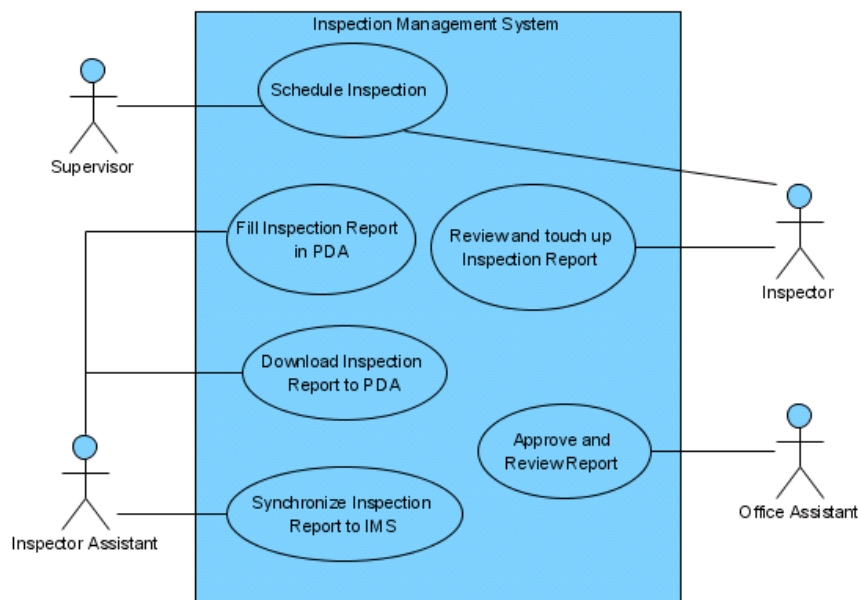 Inspection Management System
Schedule Inspection
Supervisor
Fill Inspection Report
in PDA
Review and touch up
Inspection Report
Inspector
Download Inspection
Report to PDA
Approve and
Review Report
Synchronize Inspection
Report to IMS
Office Assistant
Inspector Assistant